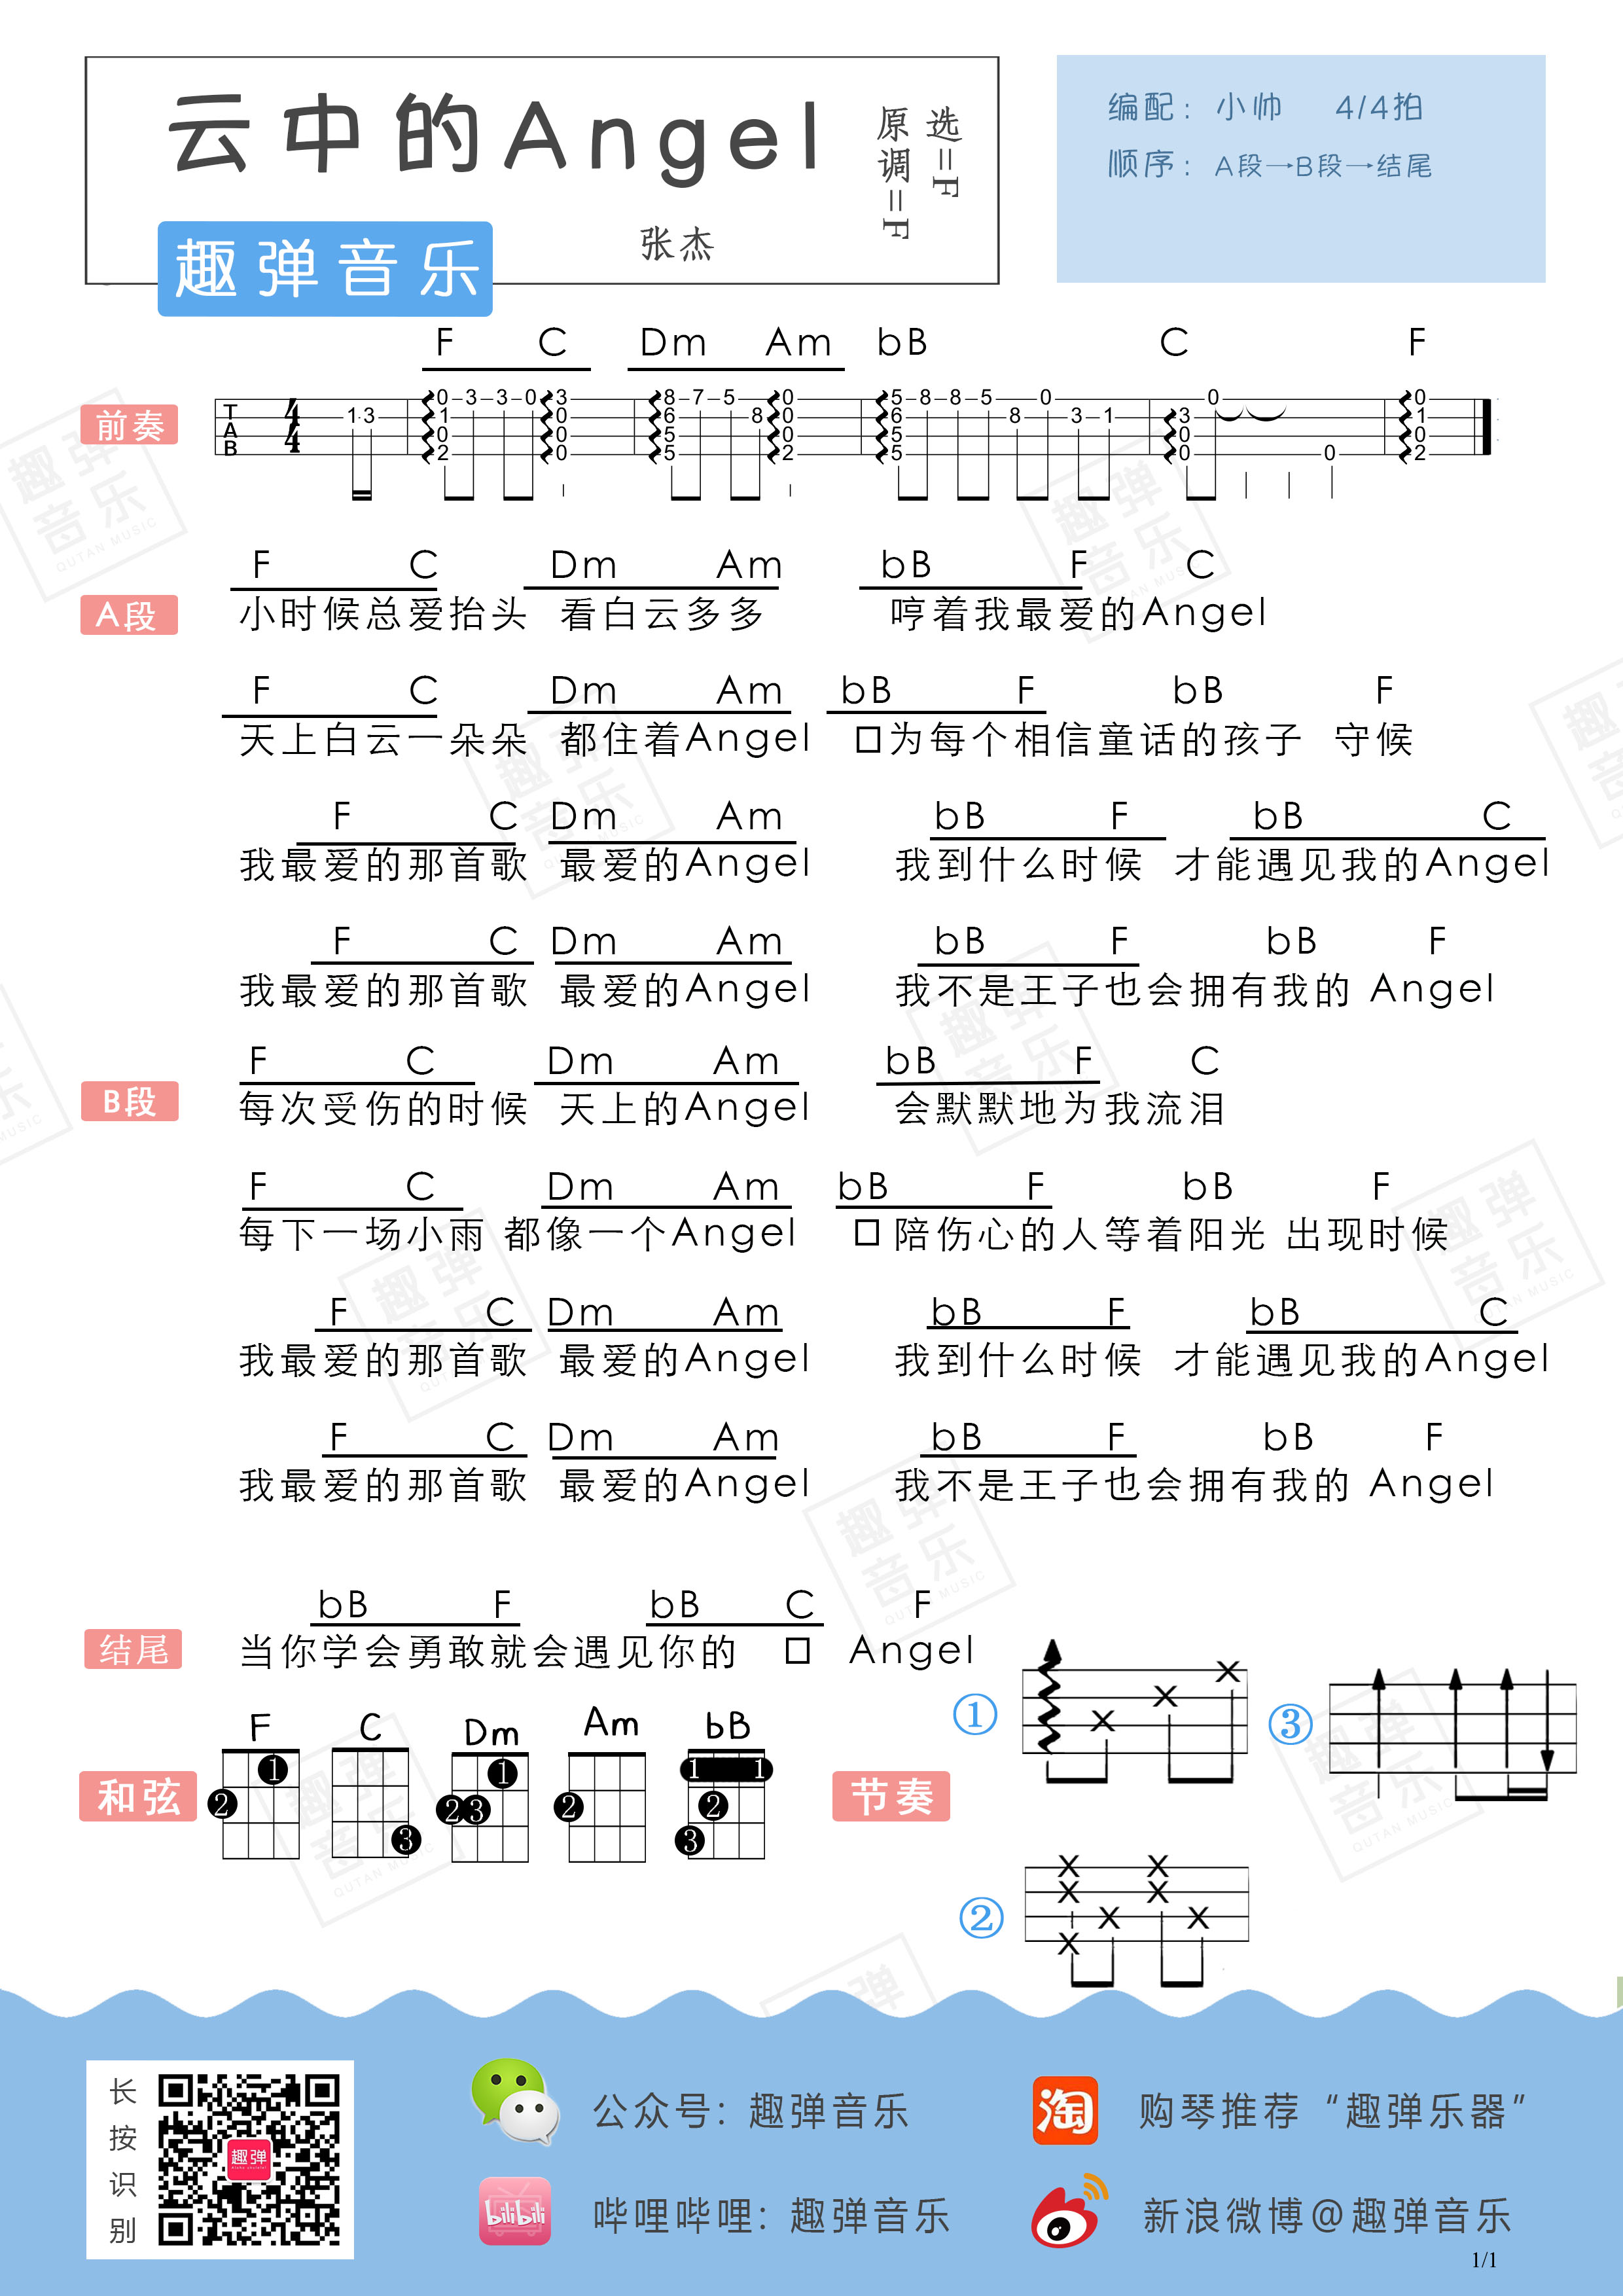 云中的Angel
原调=F
选=F
张杰
趣弹音乐
编配：小帅 4/4拍
顺序：A段→B段→结尾
F C Dm Am bB C F
前奏
T A B 4/4
1 3 0 3 3 0 3 8 7 5 0 5 8 8 5 0 0 0
1 0 6 8 0 6 8 3 1 3 1
0 0 5 0 5 0 0
2 0 5 2 5 0 0 2
F C Dm Am bB F C
A段 小时候总爱抬头 看白云多多 哼着我最爱的Angel
F C Dm Am bB F bB F
天上白云一朵朵 都住着Angel 口为每个相信童话的孩子 守候
F C Dm Am bB F bB C
我最爱的那首歌 最爱的Angel 我到什么时候 才能遇见我的Angel
F C Dm Am bB F bB F
我最爱的那首歌 最爱的Angel 我不是王子也会拥有我的 Angel
F C Dm Am bB F C
B段 每次受伤的时候 天上的Angel 会默默地为我流泪
F C Dm Am bB F bB F
每下一场小雨 都像一个Angel 口陪伤心的人等着阳光 出现时候
F C Dm Am bB F bB C
我最爱的那首歌 最爱的Angel 我到什么时候 才能遇见我的Angel
F C Dm Am bB F bB F
我最爱的那首歌 最爱的Angel 我不是王子也会拥有我的 Angel
bB F bB C F
结尾 当你学会勇敢就会遇见你的 口 Angel
和弦
F C Dm Am bB
1 2 3 1 2 3 2 1 1 2 3
节奏
① ③
②
长按识别
趣弹
公众号：趣弹音乐
购琴推荐“趣弹乐器”
淘
bilibili
哔哩哔哩：趣弹音乐
新浪微博@趣弹音乐
1/1
趣弹音乐
QUTAN MUSIC